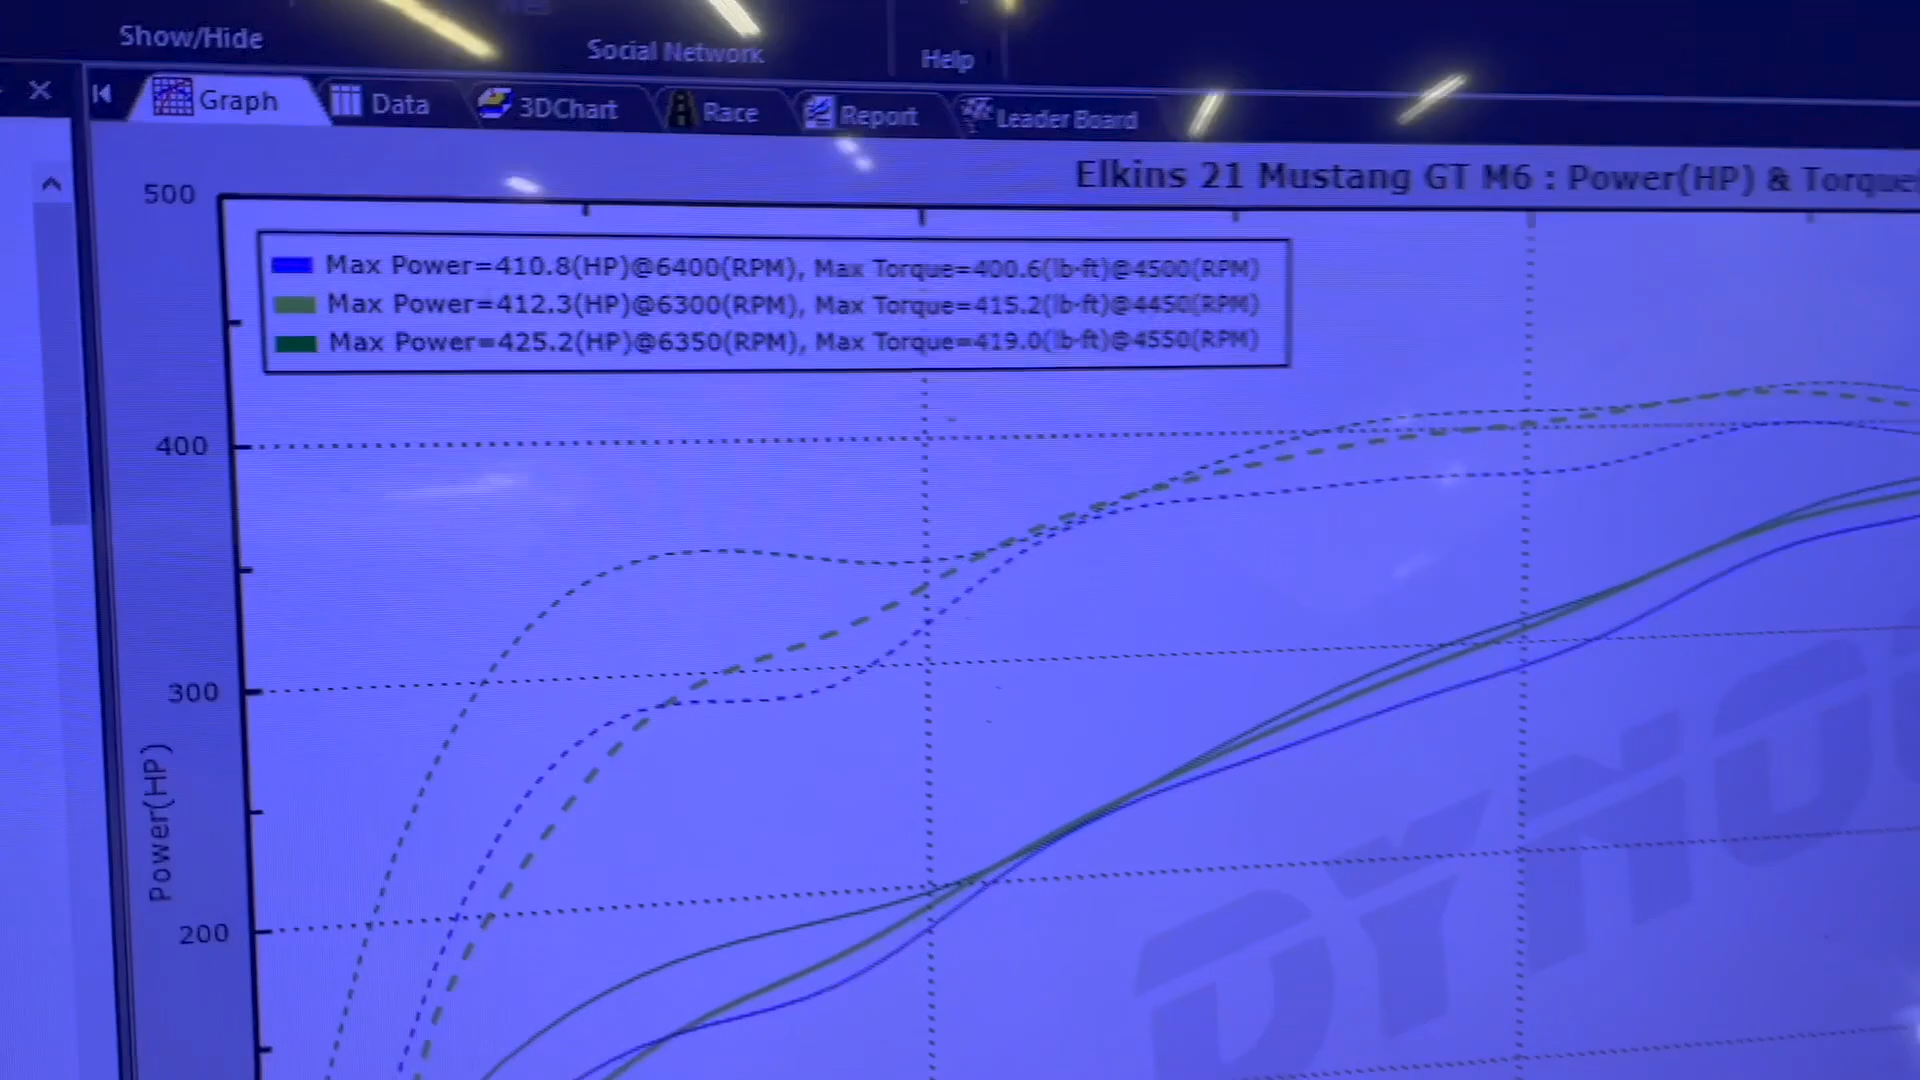 Show/Hide
Social Network
Help
Graph
Data
3DChart
Race
Report
Leader Board
Elkins 21 Mustang GT M6 : Power(HP) & Torque
500
Max Power=410.8(HP)@6400(RPM), Max Torque=400.6(lb-ft)@4500(RPM)
Max Power=412.3(HP)@6300(RPM), Max Torque=415.2(lb-ft)@4450(RPM)
Max Power=425.2(HP)@6350(RPM), Max Torque=419.0(lb-ft)@4550(RPM)
400
300
200
Power(HP)
DYNO